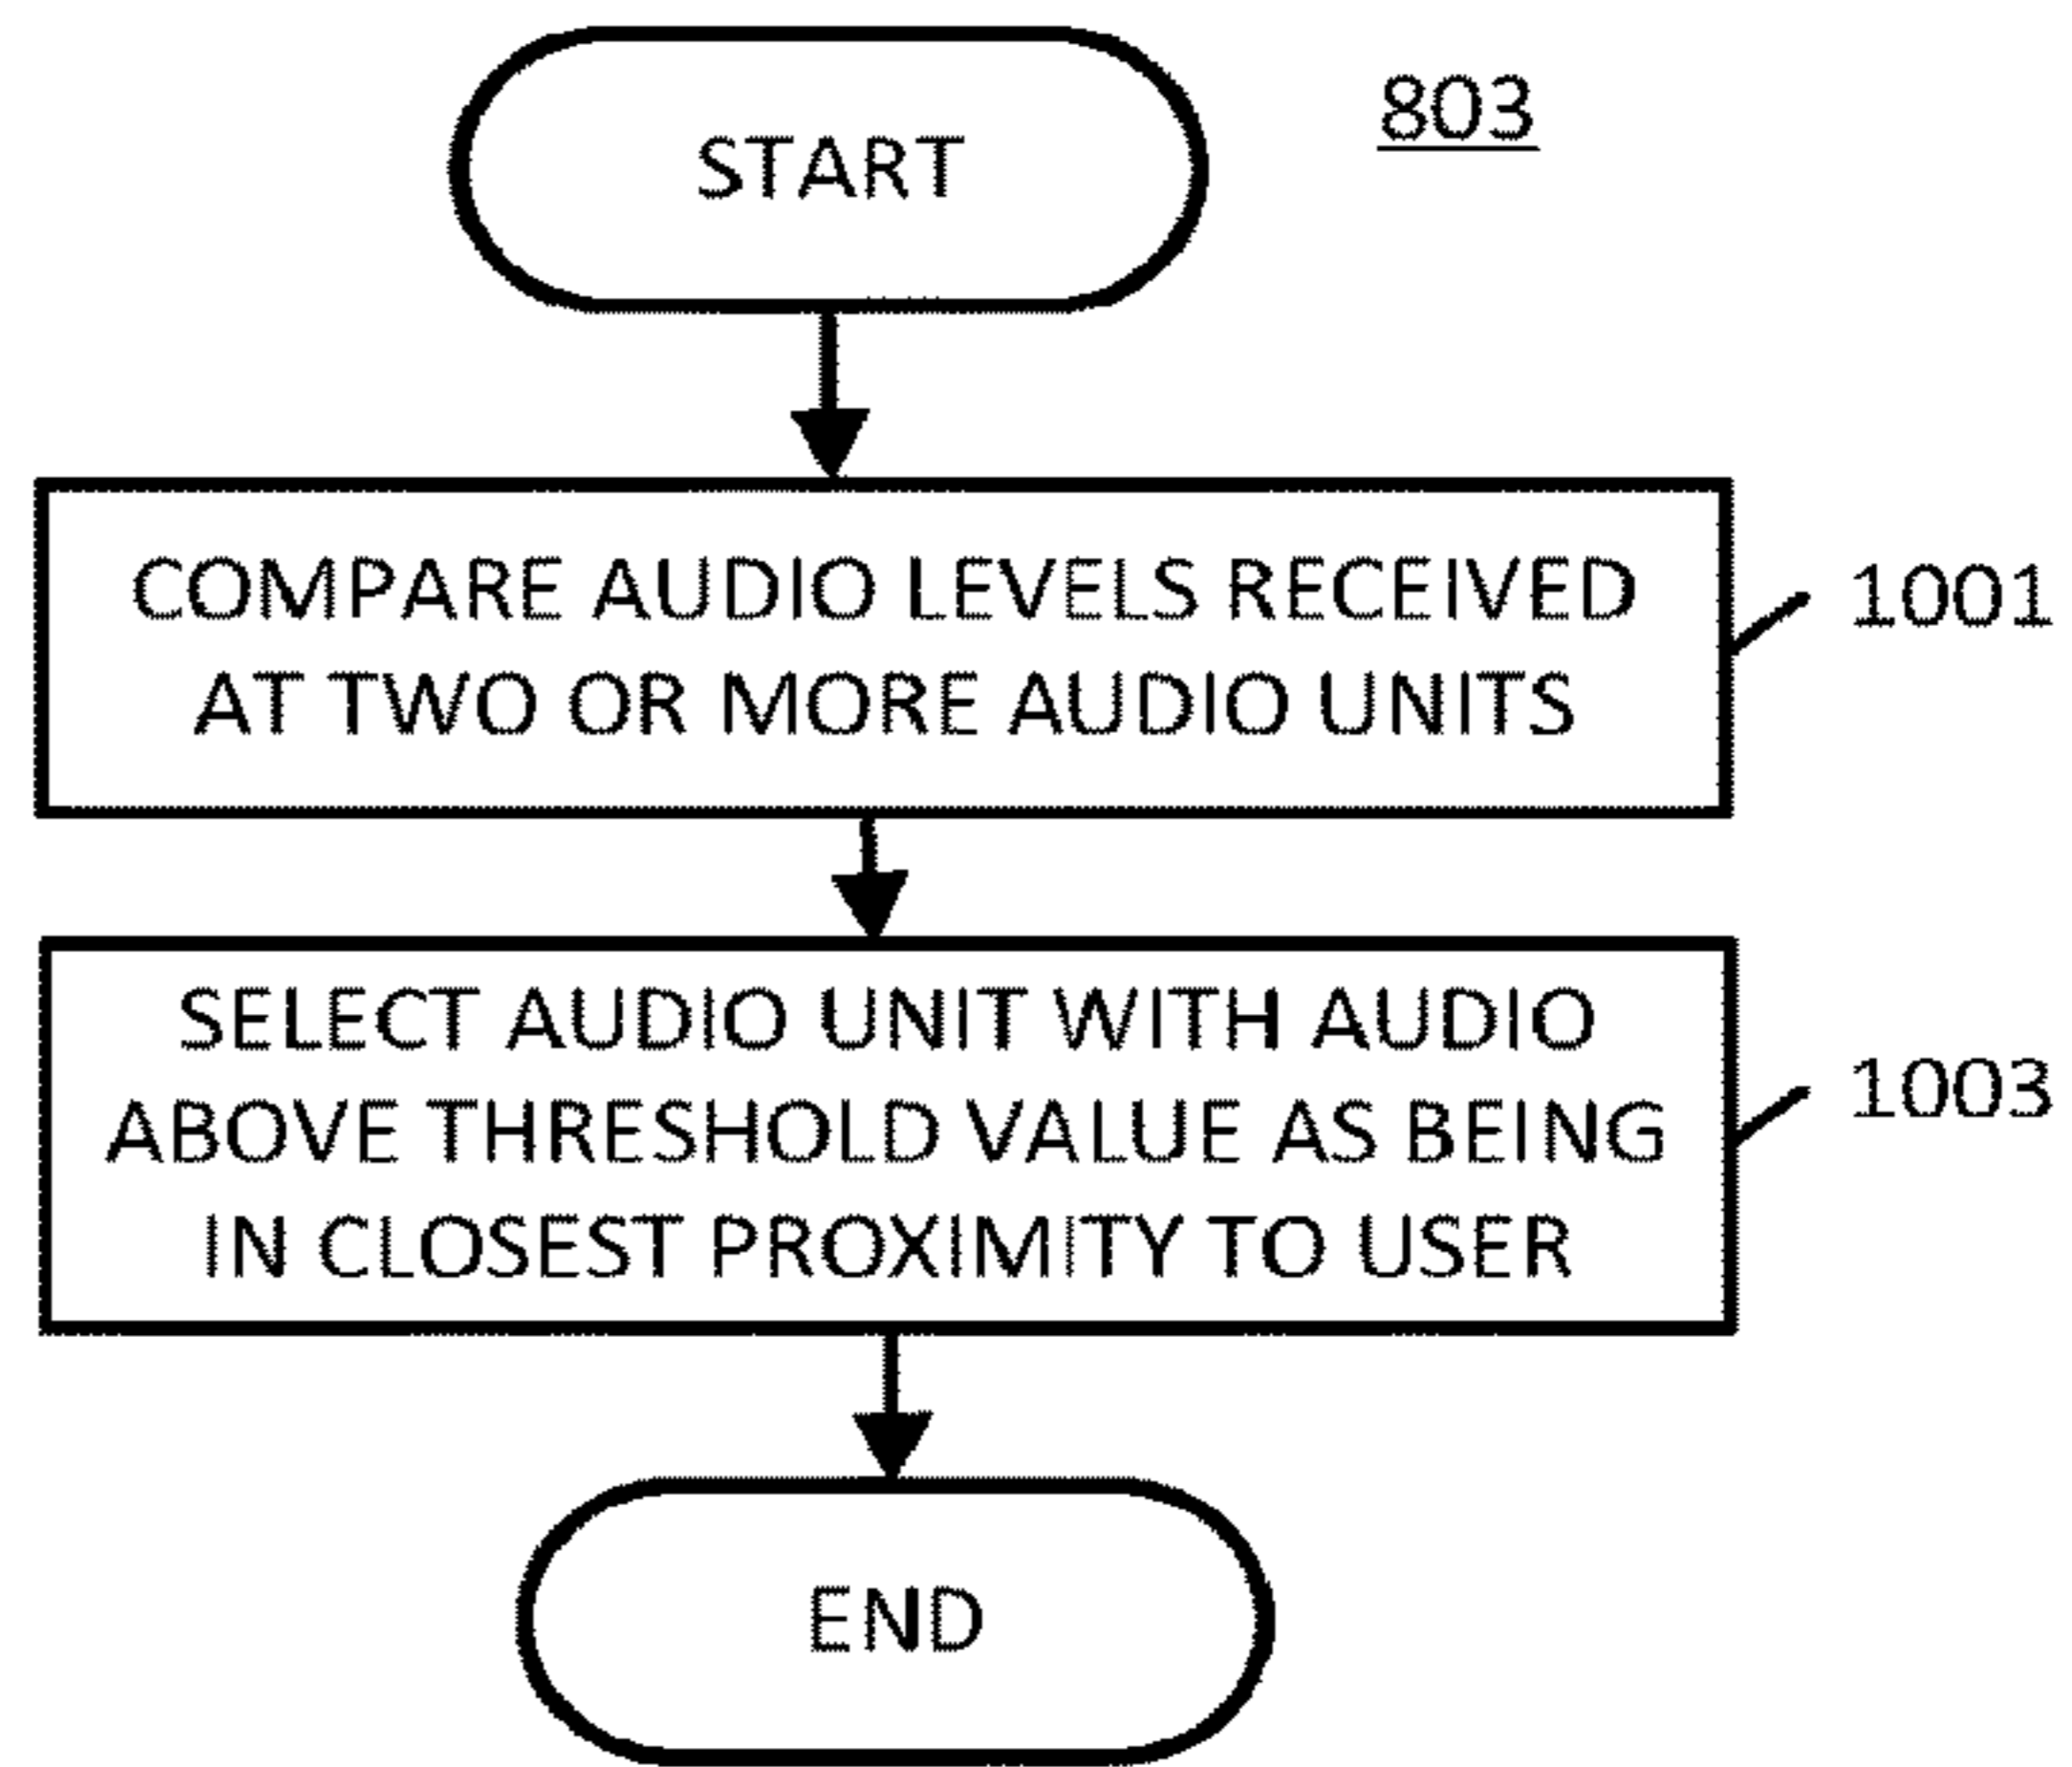 START
803
COMPARE AUDIO LEVELS RECEIVED
AT TWO OR MORE AUDIO UNITS
1001
SELECT AUDIO UNIT WITH AUDIO
ABOVE THRESHOLD VALUE AS BEING
IN CLOSEST PROXIMITY TO USER
1003
END